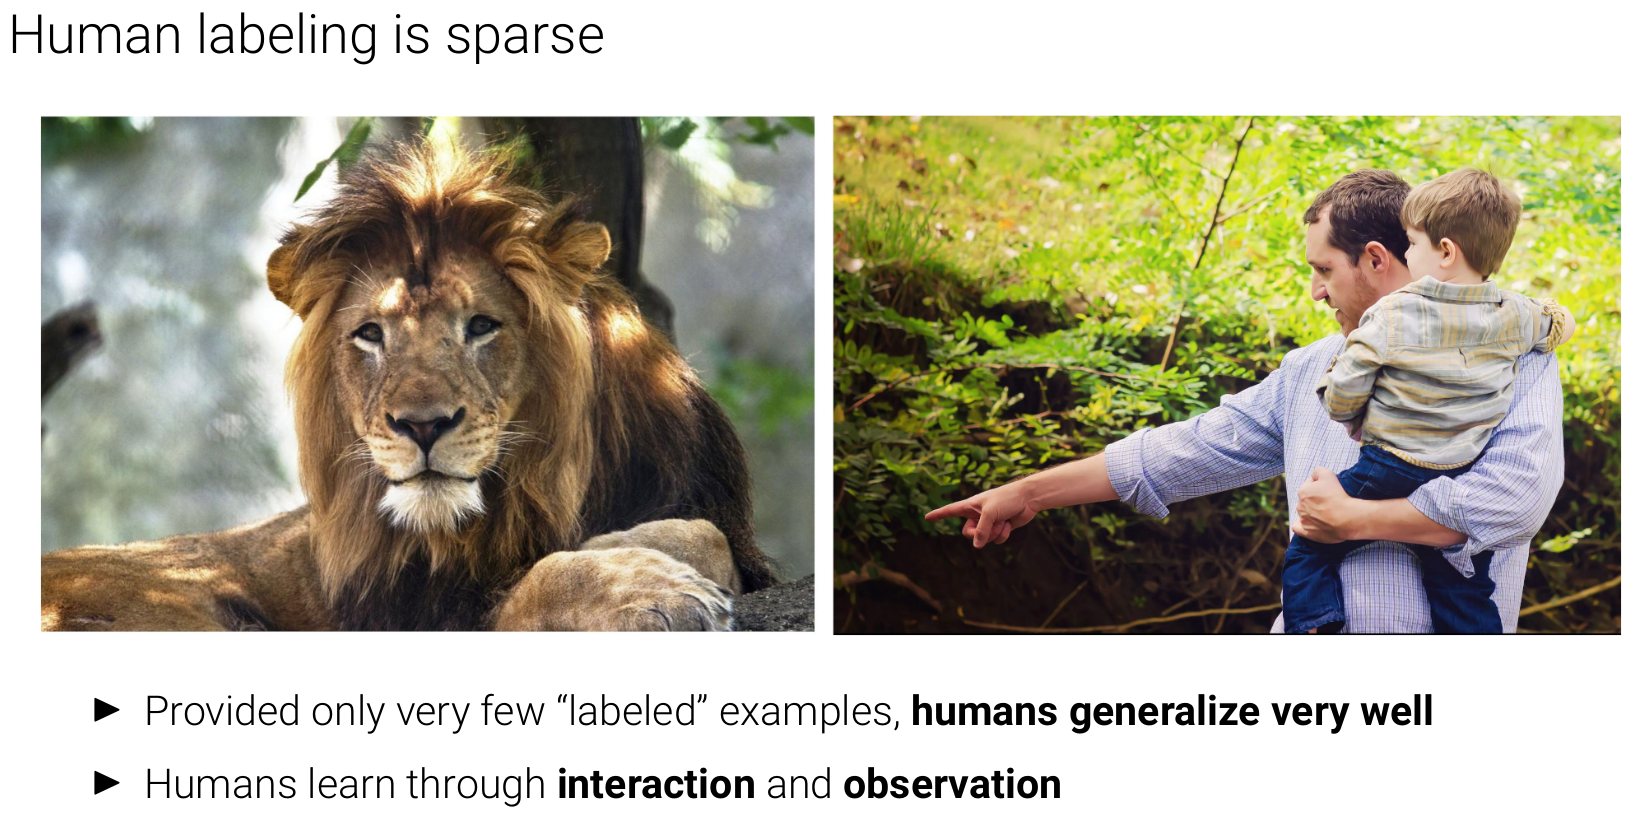 Human labeling is sparse
► Provided only very few “labeled” examples, humans generalize very well
► Humans learn through interaction and observation